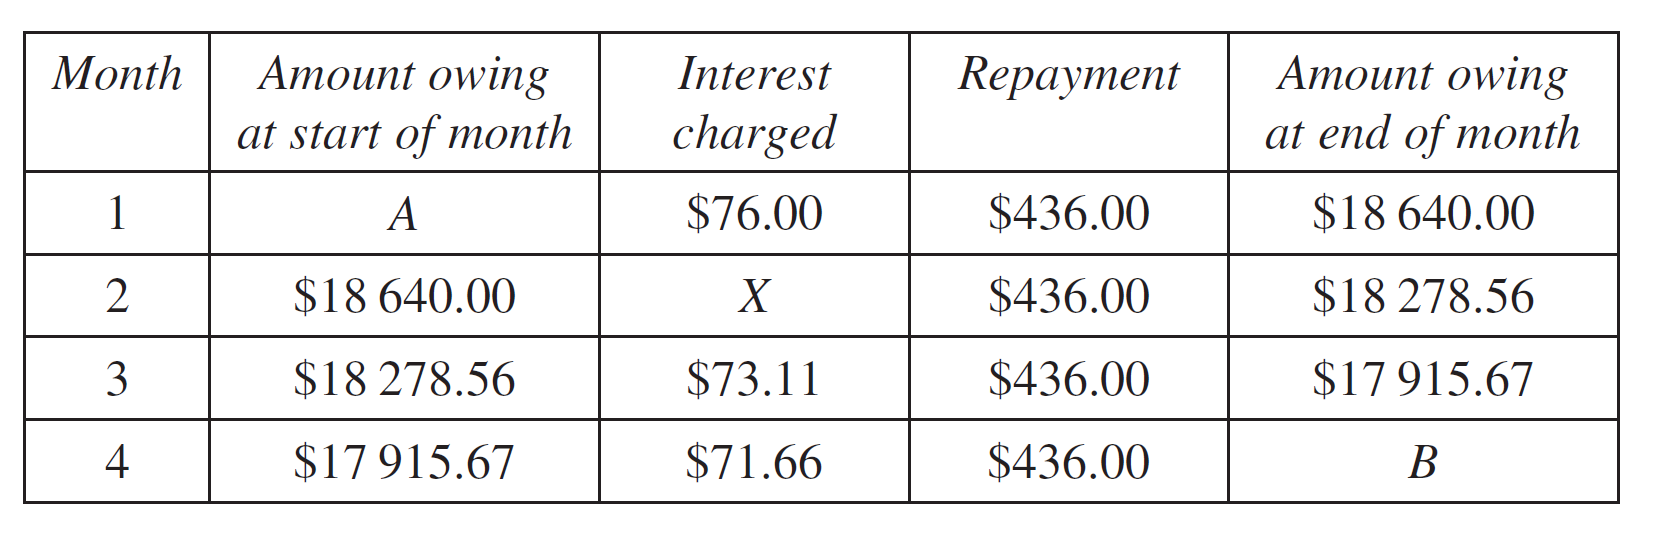 Month Amount owing at start of month Interest charged Repayment Amount owing at end of month
1 A $76.00 $436.00 $18 640.00
2 $18 640.00 X $436.00 $18 278.56
3 $18 278.56 $73.11 $436.00 $17 915.67
4 $17 915.67 $71.66 $436.00 B